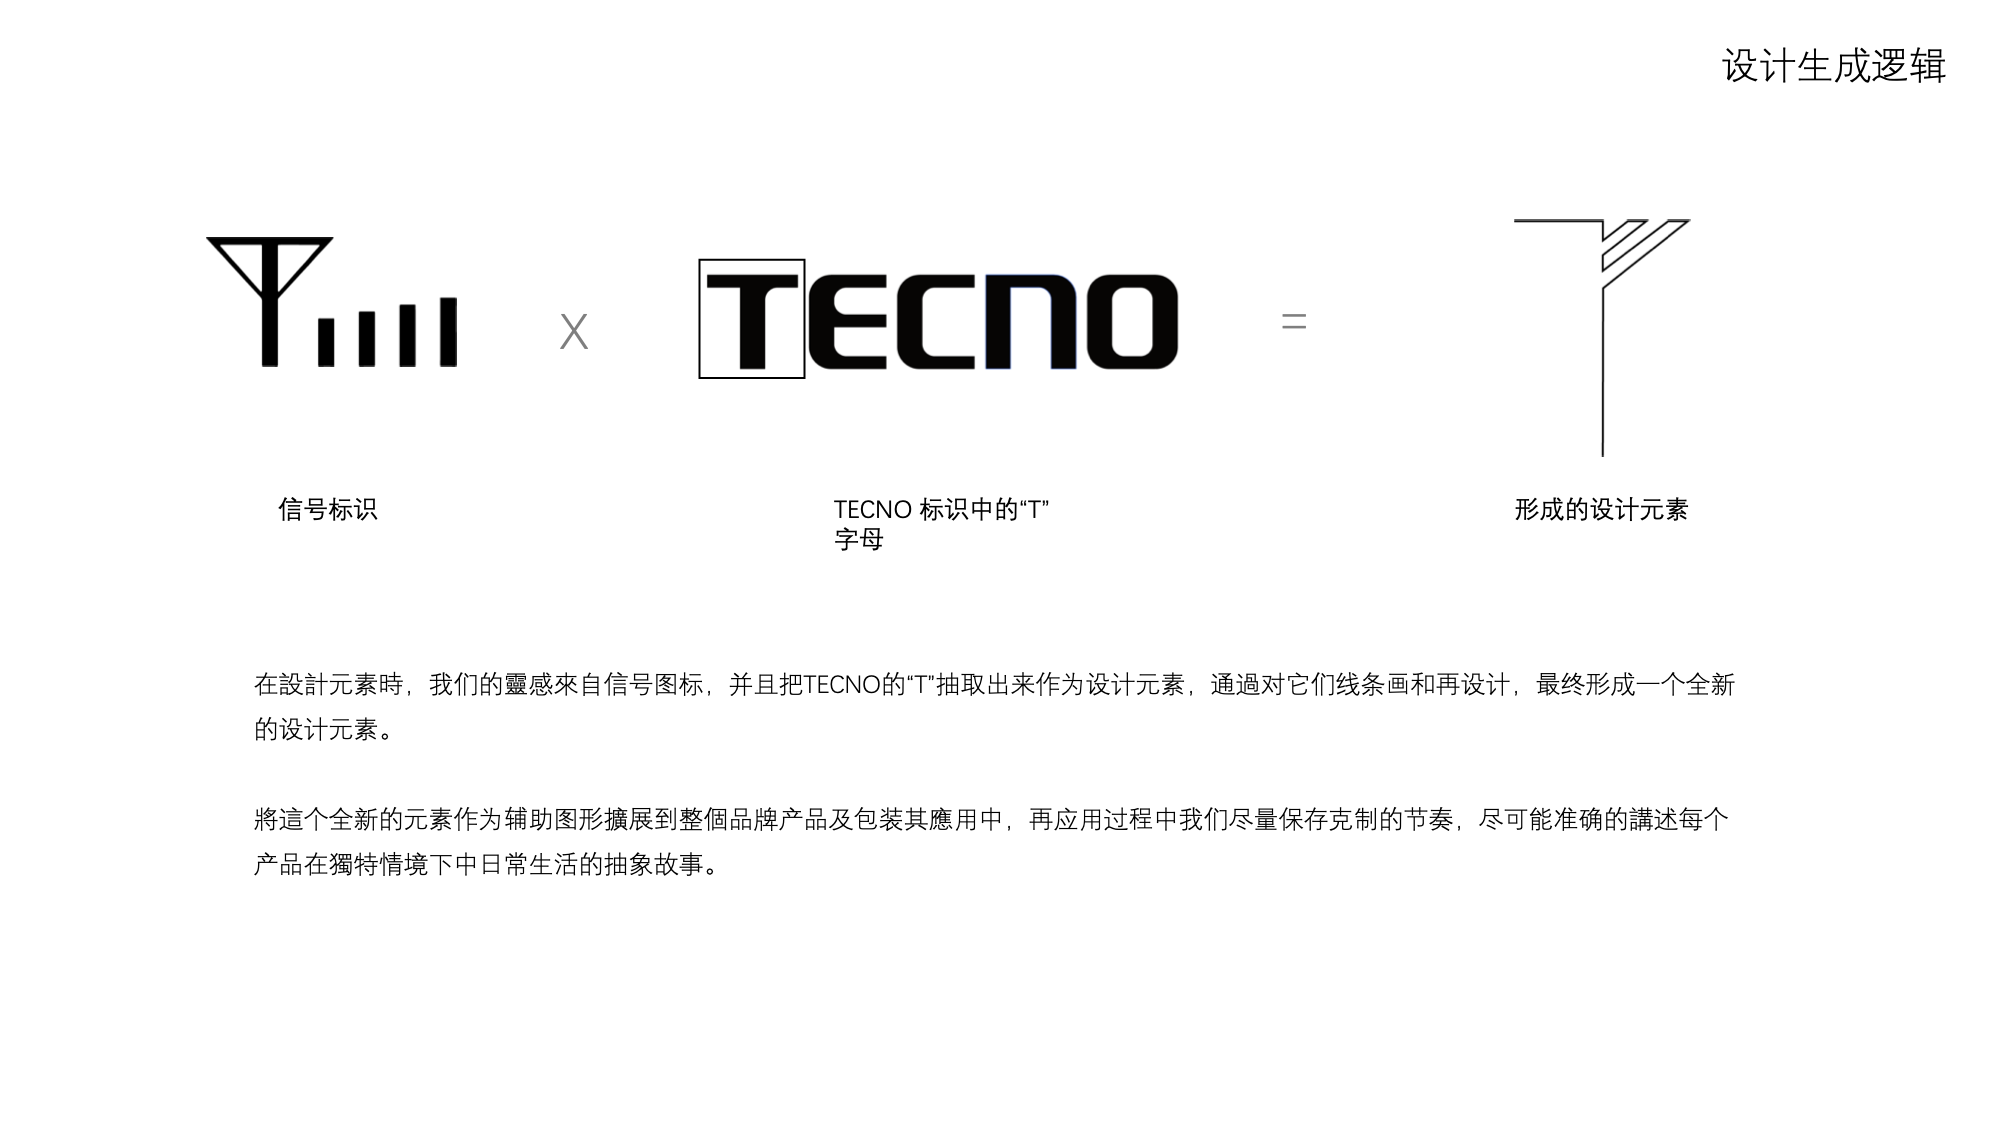 设计生成逻辑
X
TECNO
=
信号标识
TECNO 标识中的“T”
字母
形成的设计元素
在設計元素時，我们的靈感來自信号图标，并且把TECNO的“T”抽取出来作为设计元素，通過对它们线条画和再设计，最终形成一个全新
的设计元素。
將這个全新的元素作为辅助图形擴展到整個品牌产品及包装其應用中，再应用过程中我们尽量保存克制的节奏，尽可能准确的講述每个
产品在獨特情境下中日常生活的抽象故事。